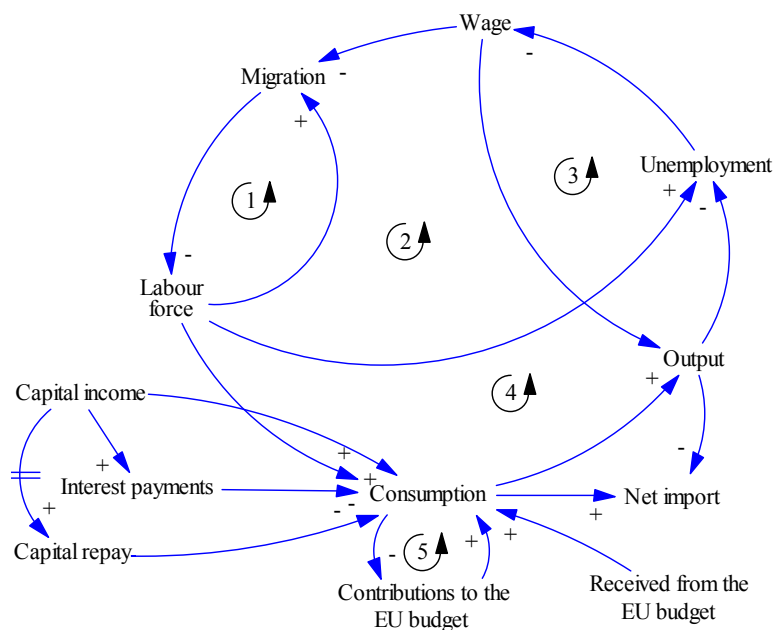 Wage
-
-
Migration
+
3
Unemployment
+
-
1
2
-
Labour
force
Output
+
4
Capital income
-
+
+
+
Interest payments
Consumption
Net import
- -
+
+
Capital repay
-
5
+
+
Contributions to the
EU budget
Received from the
EU budget